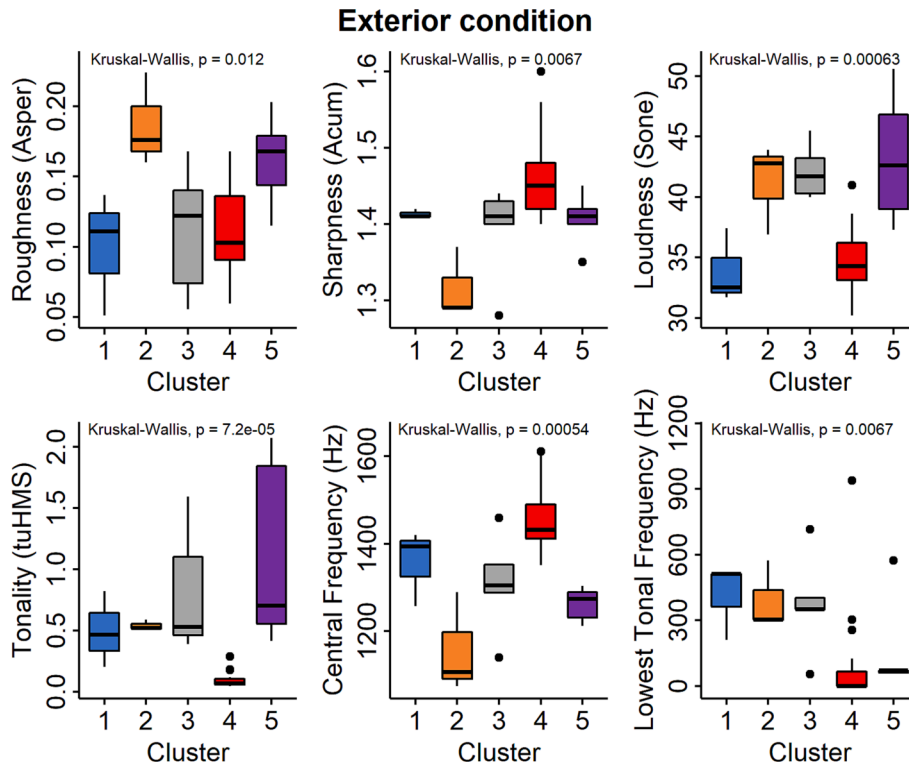 Exterior condition
Kruskal-Wallis, p = 0.012
Roughness (Asper)
0.20
0.15
0.10
0.05
1 2 3 4 5
Cluster
Kruskal-Wallis, p = 0.0067
Sharpness (Acum)
1.6
1.5
1.4
1.3
1 2 3 4 5
Cluster
Kruskal-Wallis, p = 0.00063
Loudness (Sone)
50
45
40
35
30
1 2 3 4 5
Cluster
Kruskal-Wallis, p = 7.2e-05
Tonality (tuHMS)
2.0
1.5
1.0
0.5
0.0
1 2 3 4 5
Cluster
Kruskal-Wallis, p = 0.00054
Central Frequency (Hz)
1600
1400
1200
1 2 3 4 5
Cluster
Kruskal-Wallis, p = 0.0067
Lowest Tonal Frequency (Hz)
1200
900
600
300
0
1 2 3 4 5
Cluster